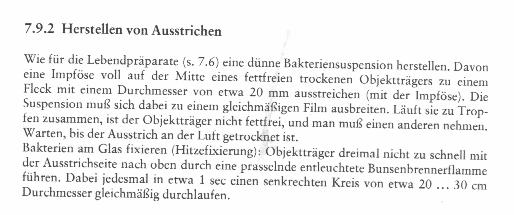 7.9.2 Herstellen von Ausstrichen
Wie für die Lebendpräparate (s. 7.6) eine dünne Bakteriensuspension herstellen. Davon
eine Impföse voll auf der Mitte eines fettfreien trockenen Objektträgers zu einem
Fleck mit einem Durchmesser von etwa 20 mm ausstreichen (mit der Impföse). Die
Suspension muß sich dabei zu einem gleichmäßigen Film ausbreiten. Läuft sie zu Trop-
fen zusammen, ist der Objektträger nicht fettfrei, und man muß einen anderen nehmen.
Warten, bis der Ausstrich an der Luft getrocknet ist.
Bakterien am Glas fixieren (Hitzefixierung): Objektträger dreimal nicht zu schnell mit
der Ausstrichseite nach oben durch eine prasselnde entleuchtete Bunsenbrennerflamme
führen. Dabei jedesmal in etwa 1 sec einen senkrechten Kreis von etwa 20 ... 30 cm
Durchmesser gleichmäßig durchlaufen.